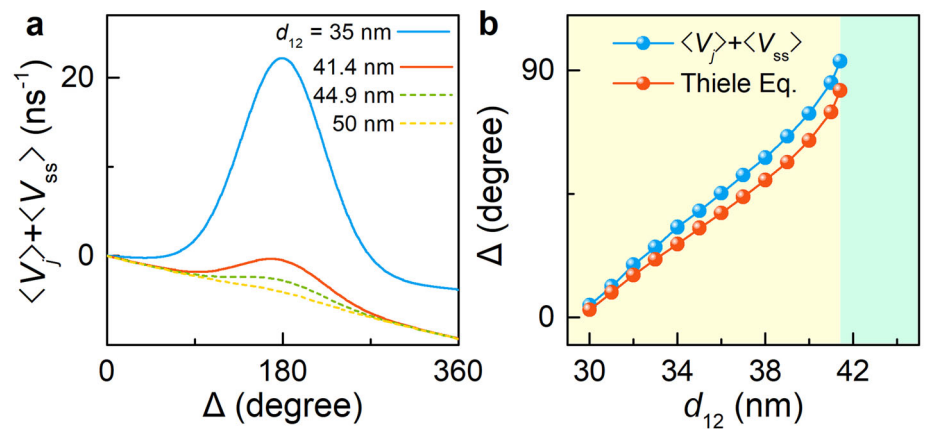 a
d₁₂ = 35 nm
41.4 nm
44.9 nm
50 nm
⟨Vⱼ⟩+⟨Vₛₛ⟩ (ns⁻¹)
20
0
0 180 360
Δ (degree)
b
⟨Vⱼ⟩+⟨Vₛₛ⟩
Thiele Eq.
Δ (degree)
90
0
30 34 38 42
d₁₂ (nm)